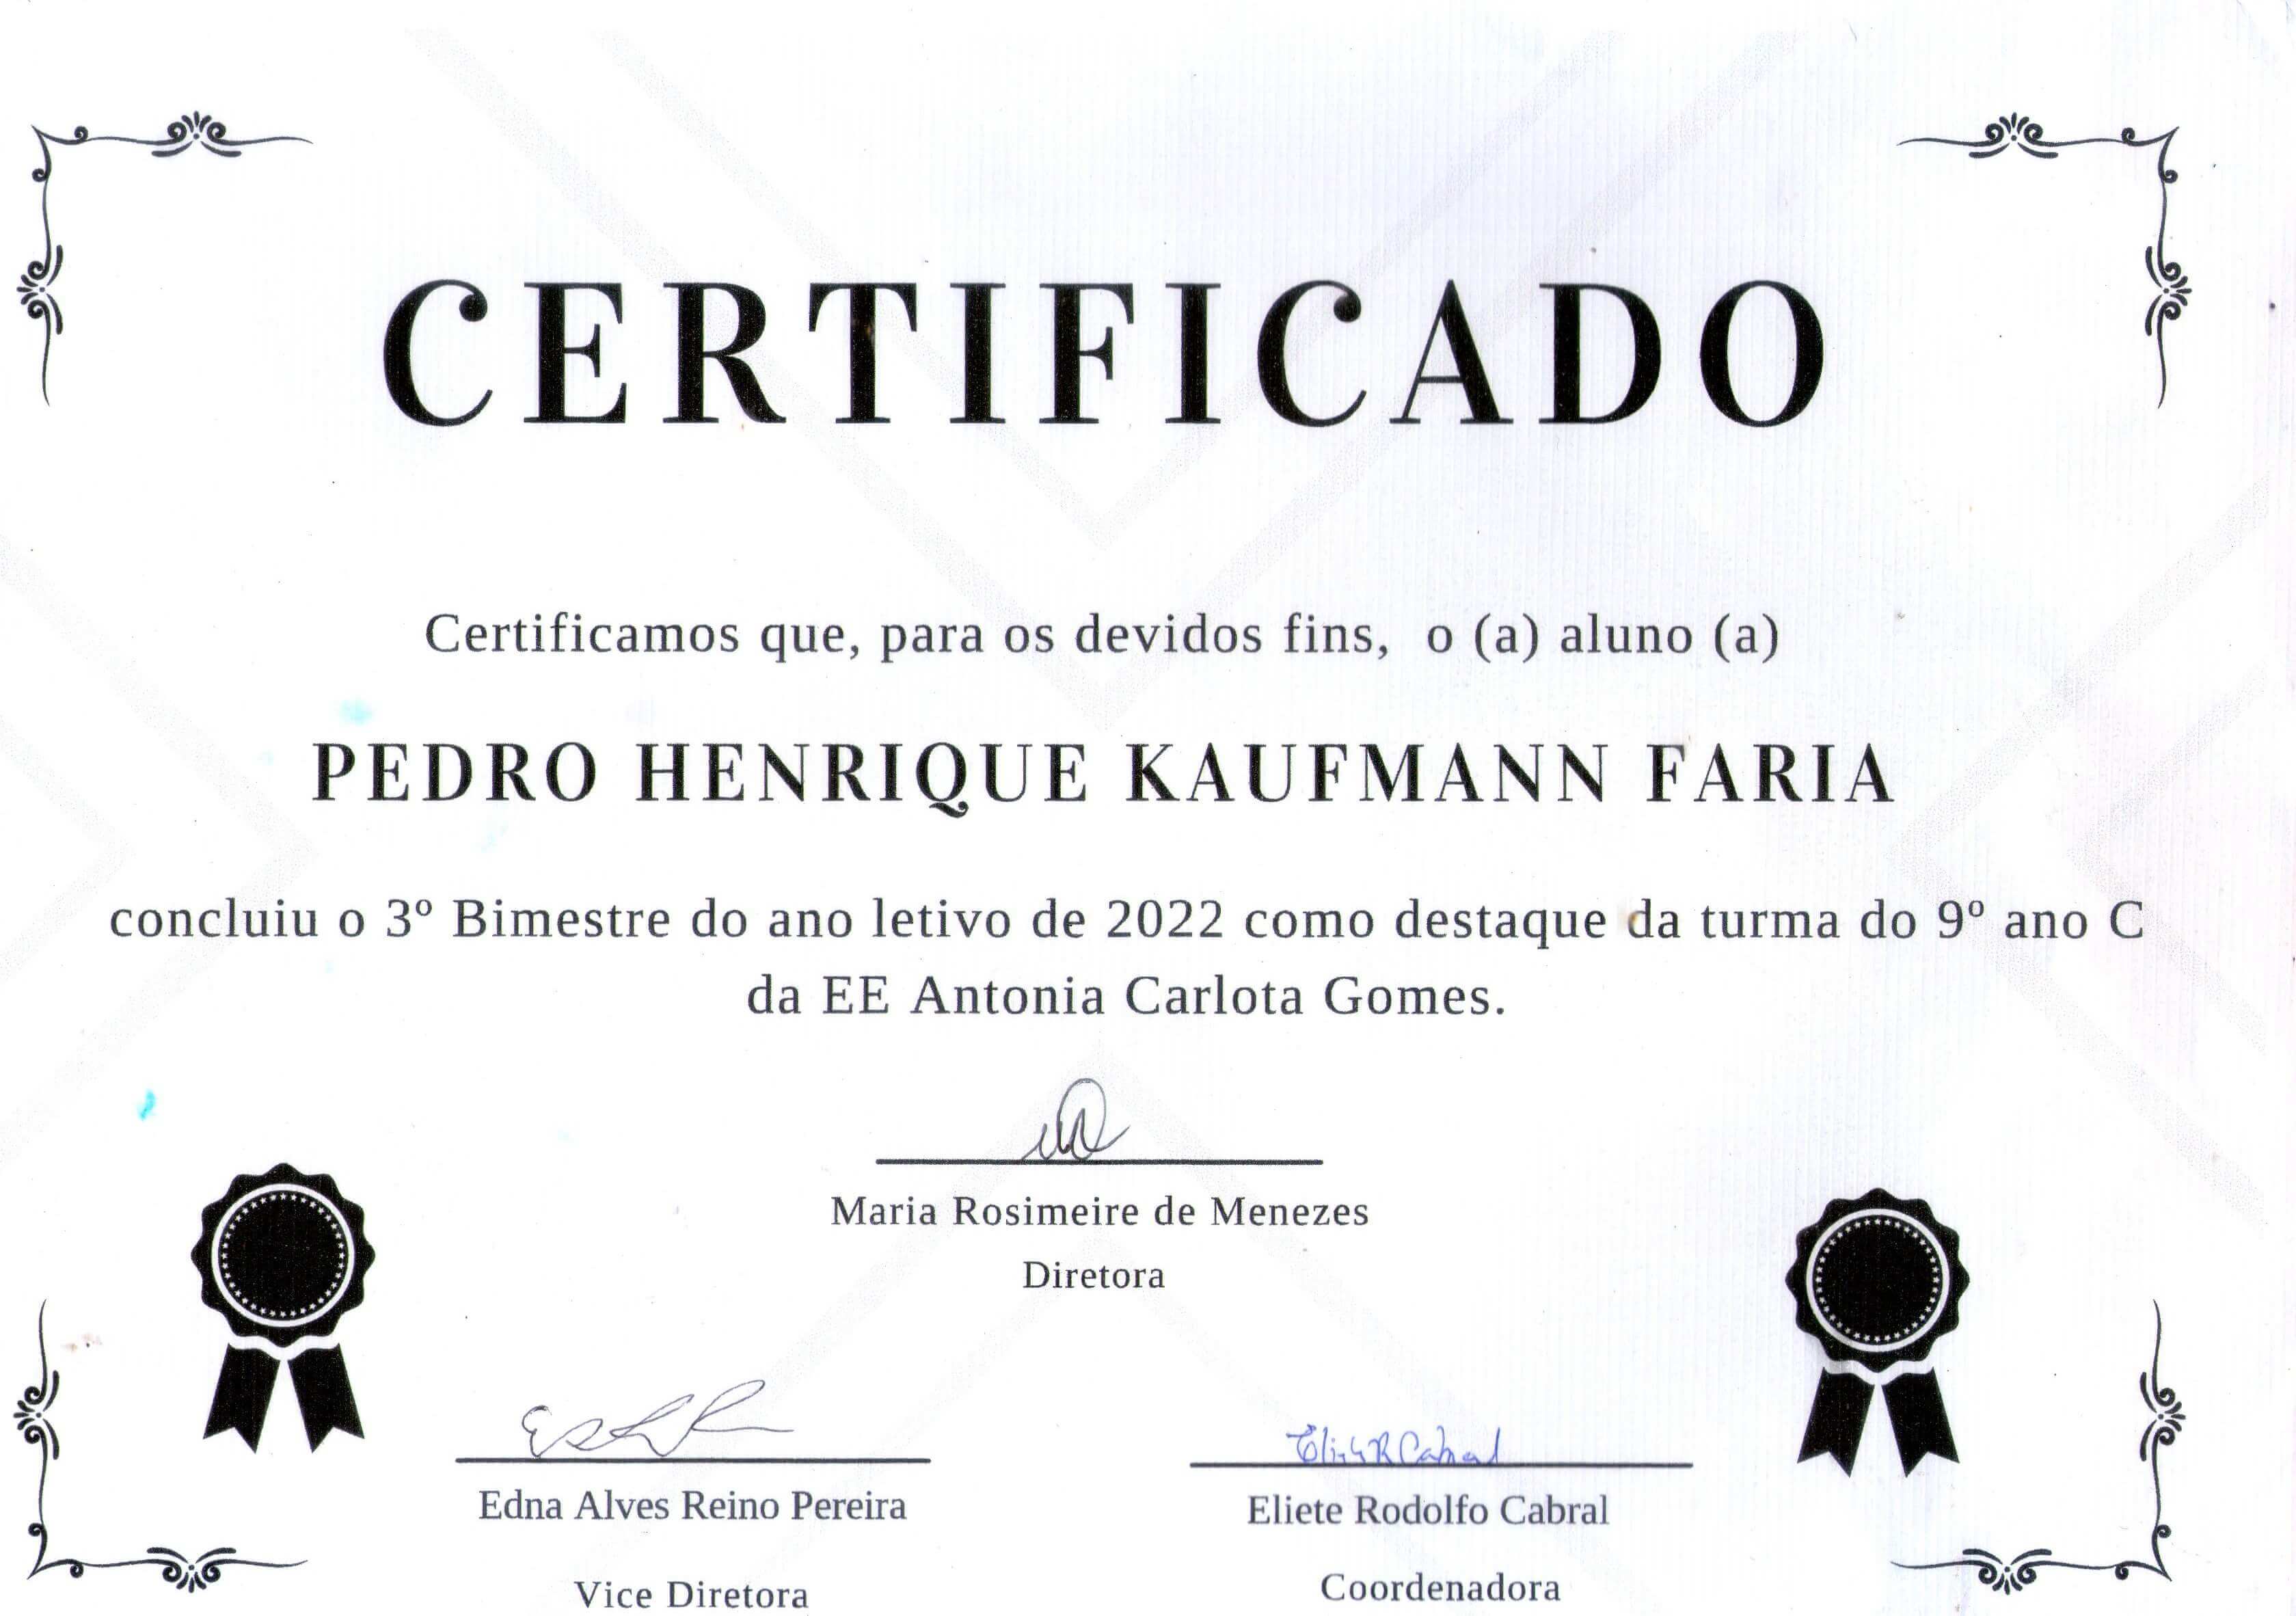 CERTIFICADO
Certificamos que, para os devidos fins, o (a) aluno (a)
PEDRO HENRIQUE KAUFMANN FARIA
concluiu o 3º Bimestre do ano letivo de 2022 como destaque da turma do 9º ano C
da EE Antonia Carlota Gomes.
Maria Rosimeire de Menezes
Diretora
Edna Alves Reino Pereira
Vice Diretora
Eliete R Cabral
Eliete Rodolfo Cabral
Coordenadora